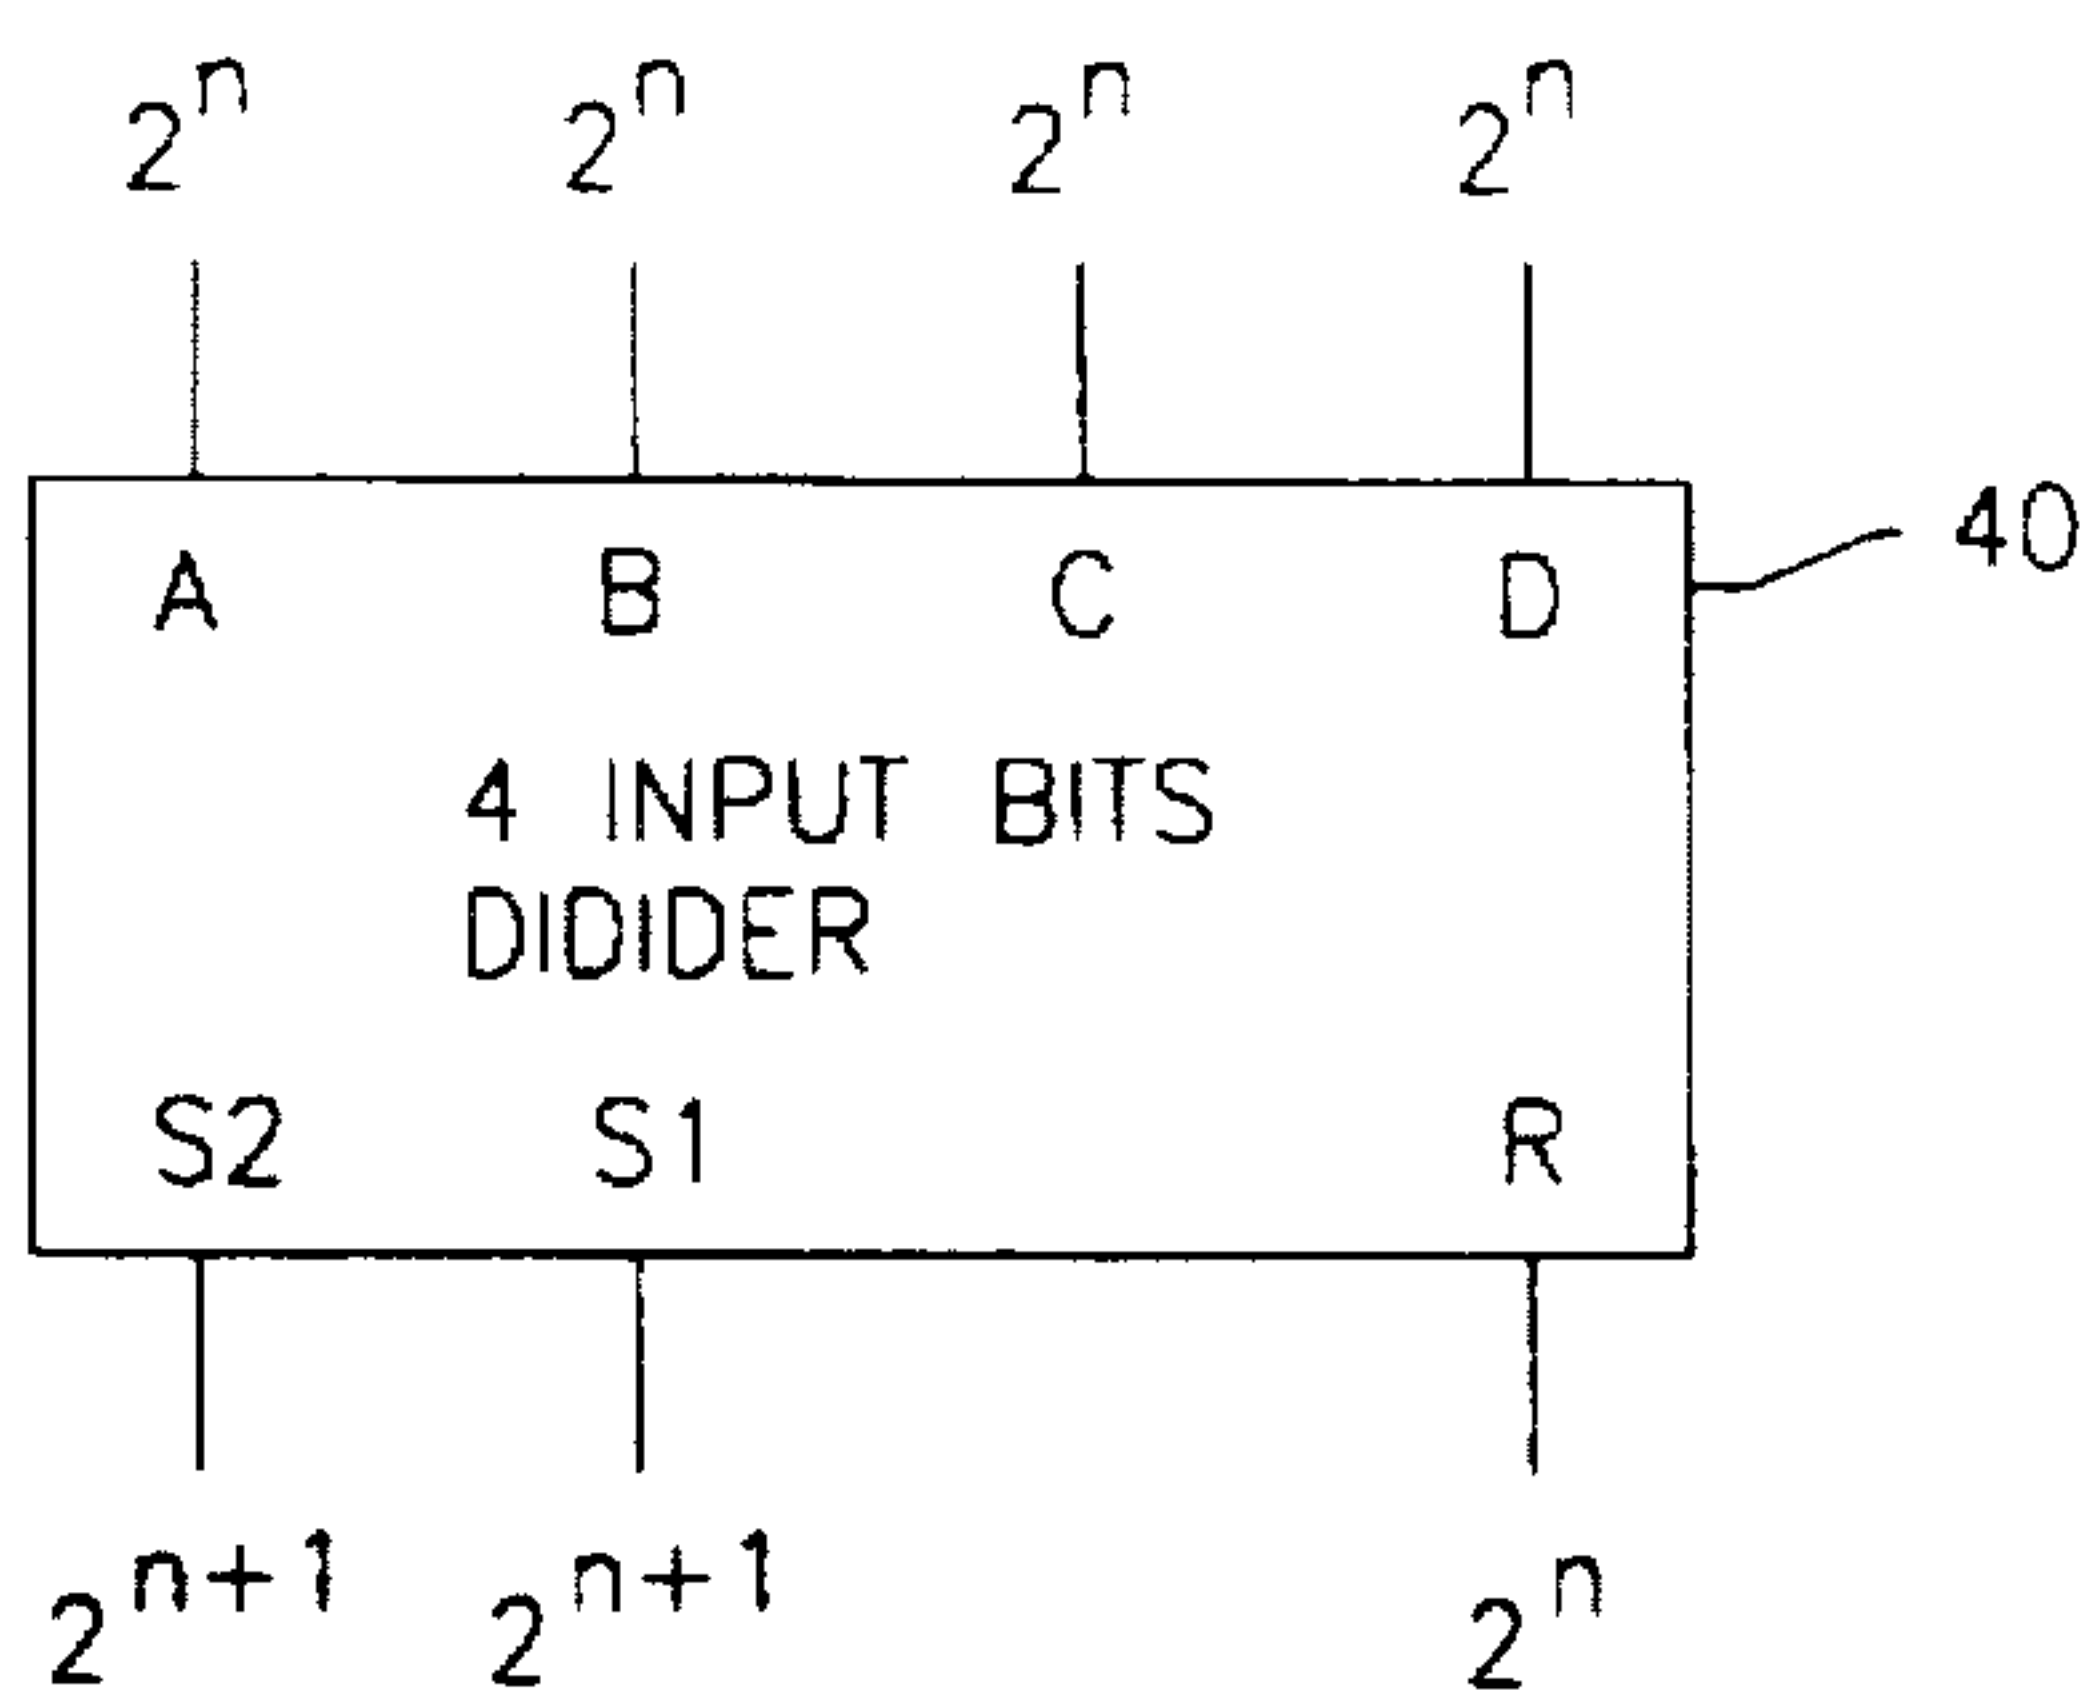 2^n 2^n 2^n 2^n
A B C D 40
4 INPUT BITS
DIDIDER
S2 S1 R
2^n+1 2^n+1 2^n